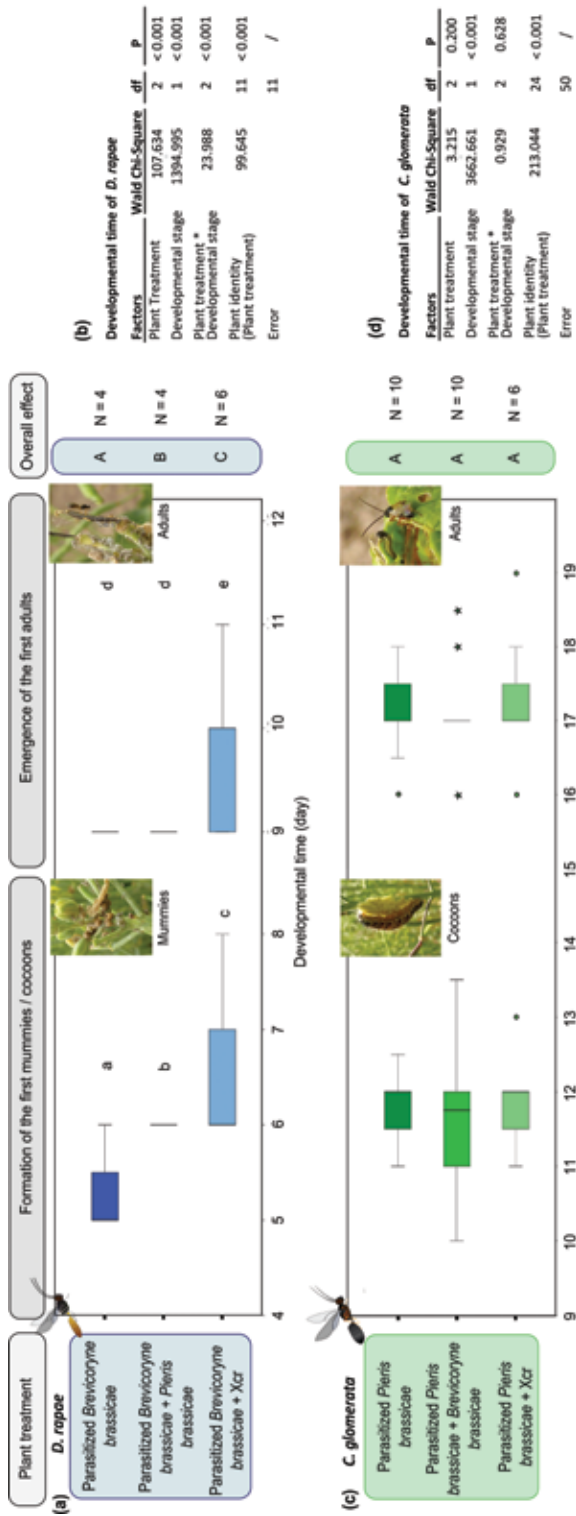 Plant treatment
Formation of the first mummies / cocoons
Emergence of the first adults
Overall effect
(a)
D. rapae
Parasitized Brevicoryne
brassicae
Parasitized Brevicoryne
brassicae + Pieris
brassicae
Parasitized Brevicoryne
brassicae + Xcr
a
b
c
Mummies
d
d
e
Adults
A
B
C
N = 4
N = 4
N = 6
4 5 6 7 8 9 10 11 12
Developmental time (day)
(b)
Developmental time of D. rapae
Factors Wald Chi-Square df P
Plant Treatment 107.634 2 < 0.001
Developmental stage 1394.995 1 < 0.001
Plant treatment *
Developmental stage 23.988 2 < 0.001
Plant identity
(Plant treatment) 99.645 11 < 0.001
Error 11 /
(c)
C. glomerata
Parasitized Pieris
brassicae
Parasitized Pieris
brassicae + Brevicoryne
brassicae
Parasitized Pieris
brassicae + Xcr
Cocoons
Adults
A
A
A
N = 10
N = 10
N = 6
9 10 11 12 13 14 15 16 17 18 19
(d)
Developmental time of C. glomerata
Factors Wald Chi-Square df P
Plant treatment 3.215 2 0.200
Developmental stage 3662.661 1 < 0.001
Plant treatment *
Developmental stage 0.929 2 0.628
Plant identity
(Plant treatment) 213.044 24 < 0.001
Error 50 /